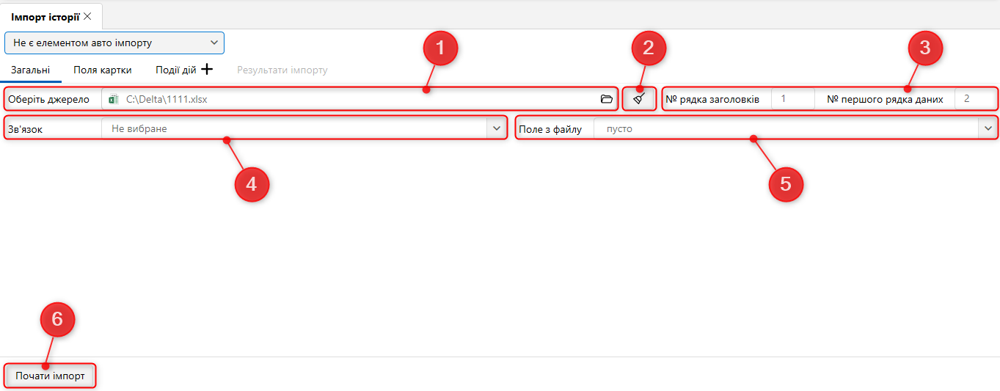 Імпорт історії
Не є елементом авто імпорту
1
2
3
Загальні Поля картки Події дій Результати імпорту
Оберіть джерело C:\Delta\1111.xlsx № рядка заголовків 1 № першого рядка даних 2
Зв'язок Не вибране Поле з файлу пусто
4
5
6
Почати імпорт